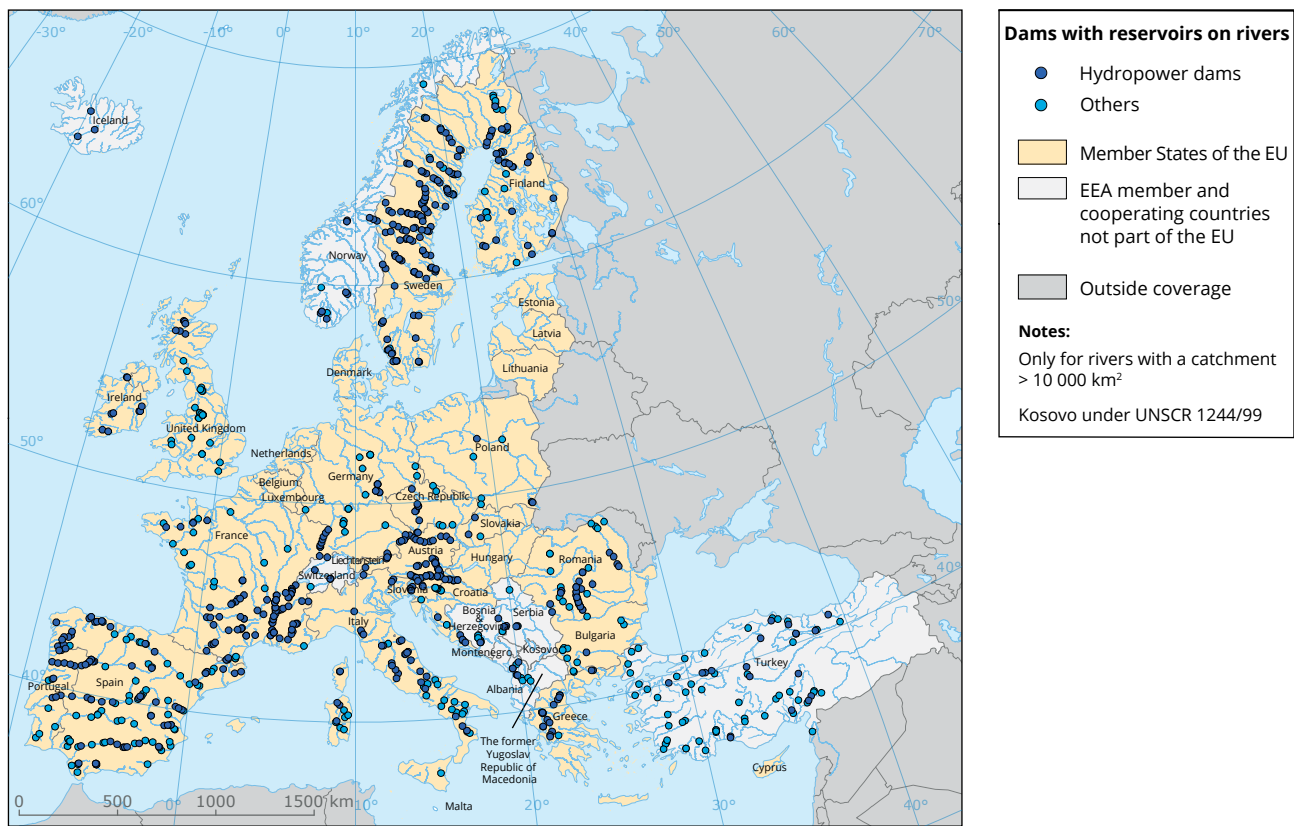 -30°
-20°
-10°
0°
10°
20°
30°
40°
50°
60°
70°
60°
50°
40°
50°
40°
Iceland
Finland
Norway
Sweden
Estonia
Latvia
Lithuania
Denmark
Ireland
United Kingdom
Netherlands
Belgium
Luxembourg
Germany
Poland
Czech Republic
Slovakia
France
Liechtenstein
Switzerland
Austria
Hungary
Slovenia
Croatia
Romania
Italy
Bosnia
&
Herzegovina
Serbia
Montenegro
Kosovo
Bulgaria
Portugal
Spain
Albania
Greece
Turkey
The former
Yugoslav
Republic of
Macedonia
Cyprus
Malta
0 500 1000 1500 km
0°
10°
20°
30°
40°
Dams with reservoirs on rivers
Hydropower dams
Others
Member States of the EU
EEA member and
cooperating countries
not part of the EU
Outside coverage
Notes:
Only for rivers with a catchment
> 10 000 km²
Kosovo under UNSCR 1244/99